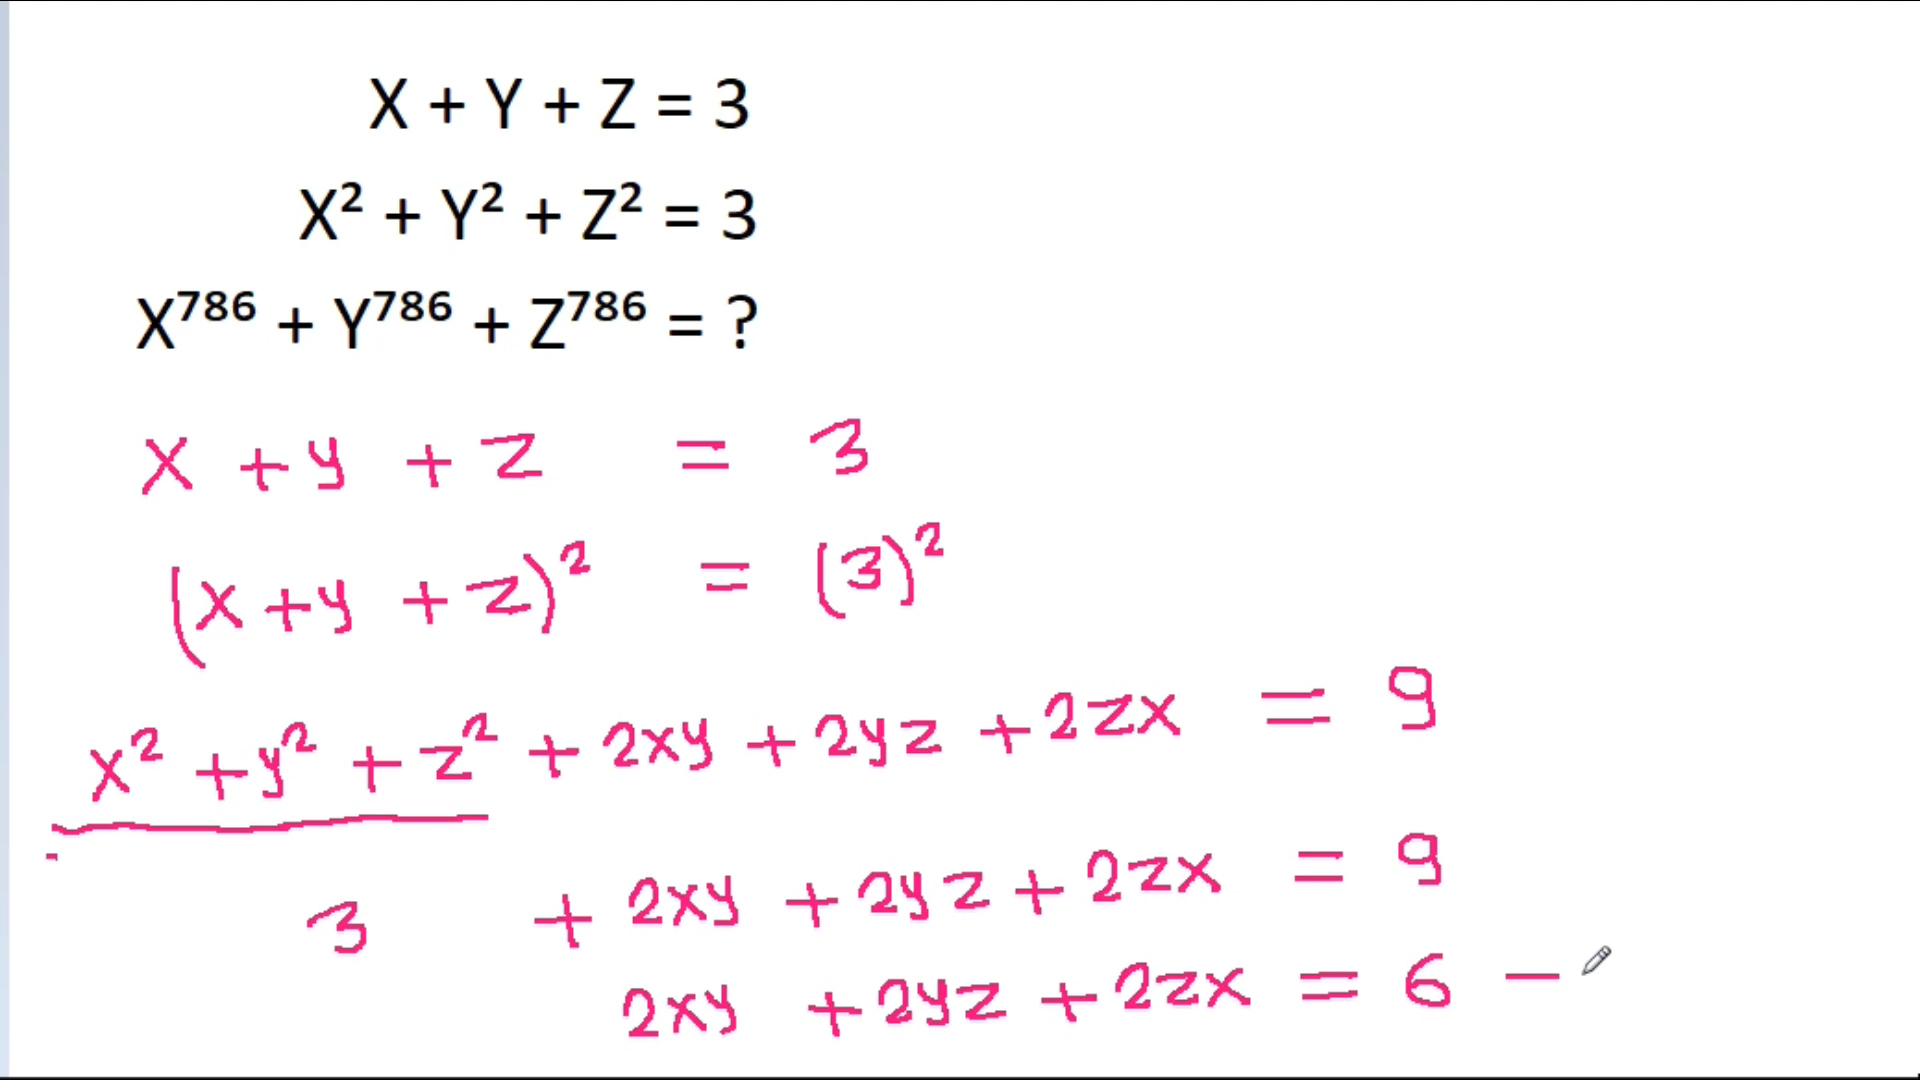 X + Y + Z = 3
X² + Y² + Z² = 3
X⁷⁸⁶ + Y⁷⁸⁶ + Z⁷⁸⁶ = ?
x + y + z = 3
(x + y + z)² = (3)²
x² + y² + z² + 2xy + 2yz + 2zx = 9
3 + 2xy + 2yz + 2zx = 9
2xy + 2yz + 2zx = 6 —